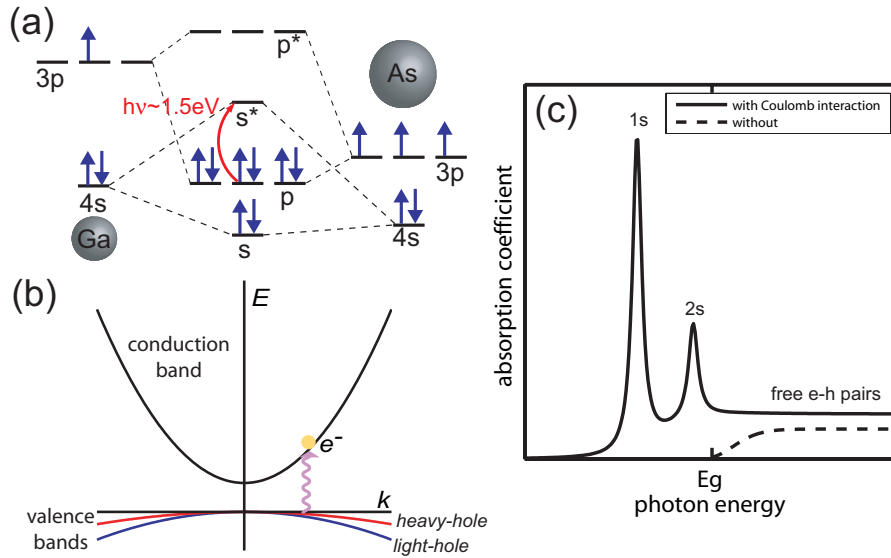 (a)
p*
3p
As
hν~1.5eV
s*
3p
4s
p
4s
Ga
s
(b)
E
conduction
band
e-
k
valence
bands
heavy-hole
light-hole
(c)
with Coulomb interaction
without
1s
2s
free e-h pairs
absorption coefficient
Eg
photon energy